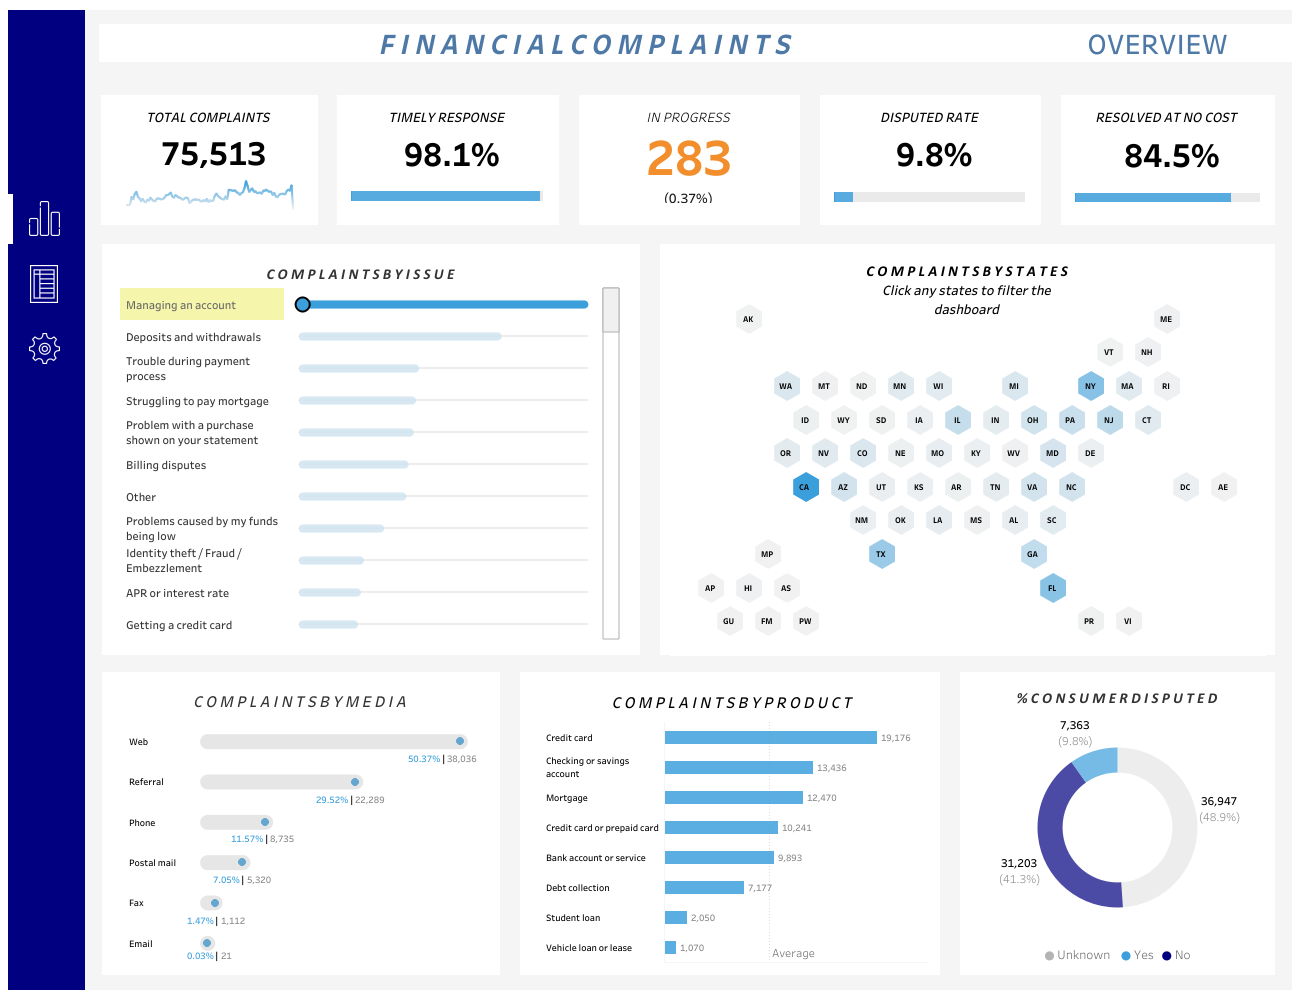 FINANCIALCOMPLAINTS
OVERVIEW
TOTAL COMPLAINTS
75,513
TIMELY RESPONSE
98.1%
IN PROGRESS
283
(0.37%)
DISPUTED RATE
9.8%
RESOLVED AT NO COST
84.5%
COMPLAINTSBYISSUE
Managing an account
Deposits and withdrawals
Trouble during payment
process
Struggling to pay mortgage
Problem with a purchase
shown on your statement
Billing disputes
Other
Problems caused by my funds
being low
Identity theft / Fraud /
Embezzlement
APR or interest rate
Getting a credit card
COMPLAINTSBYSTATES
Click any states to filter the
dashboard
AK ME
VT NH
WA MT ND MN WI MI NY MA RI
ID WY SD IA IL IN OH PA NJ CT
OR NV CO NE MO KY WV MD DE
CA AZ UT KS AR TN VA NC DC AE
NM OK LA MS AL SC
MP TX GA
AP HI AS FL
GU FM PW PR VI
COMPLAINTSBYMEDIA
Web
50.37% | 38,036
Referral
29.52% | 22,289
Phone
11.57% | 8,735
Postal mail
7.05% | 5,320
Fax
1.47% | 1,112
Email
0.03% | 21
COMPLAINTSBYPRODUCT
Credit card 19,176
Checking or savings
account 13,436
Mortgage 12,470
Credit card or prepaid card 10,241
Bank account or service 9,893
Debt collection 7,177
Student loan 2,050
Vehicle loan or lease 1,070
Average
%CONSUMERDISPUTED
7,363
(9.8%)
36,947
(48.9%)
31,203
(41.3%)
Unknown Yes No